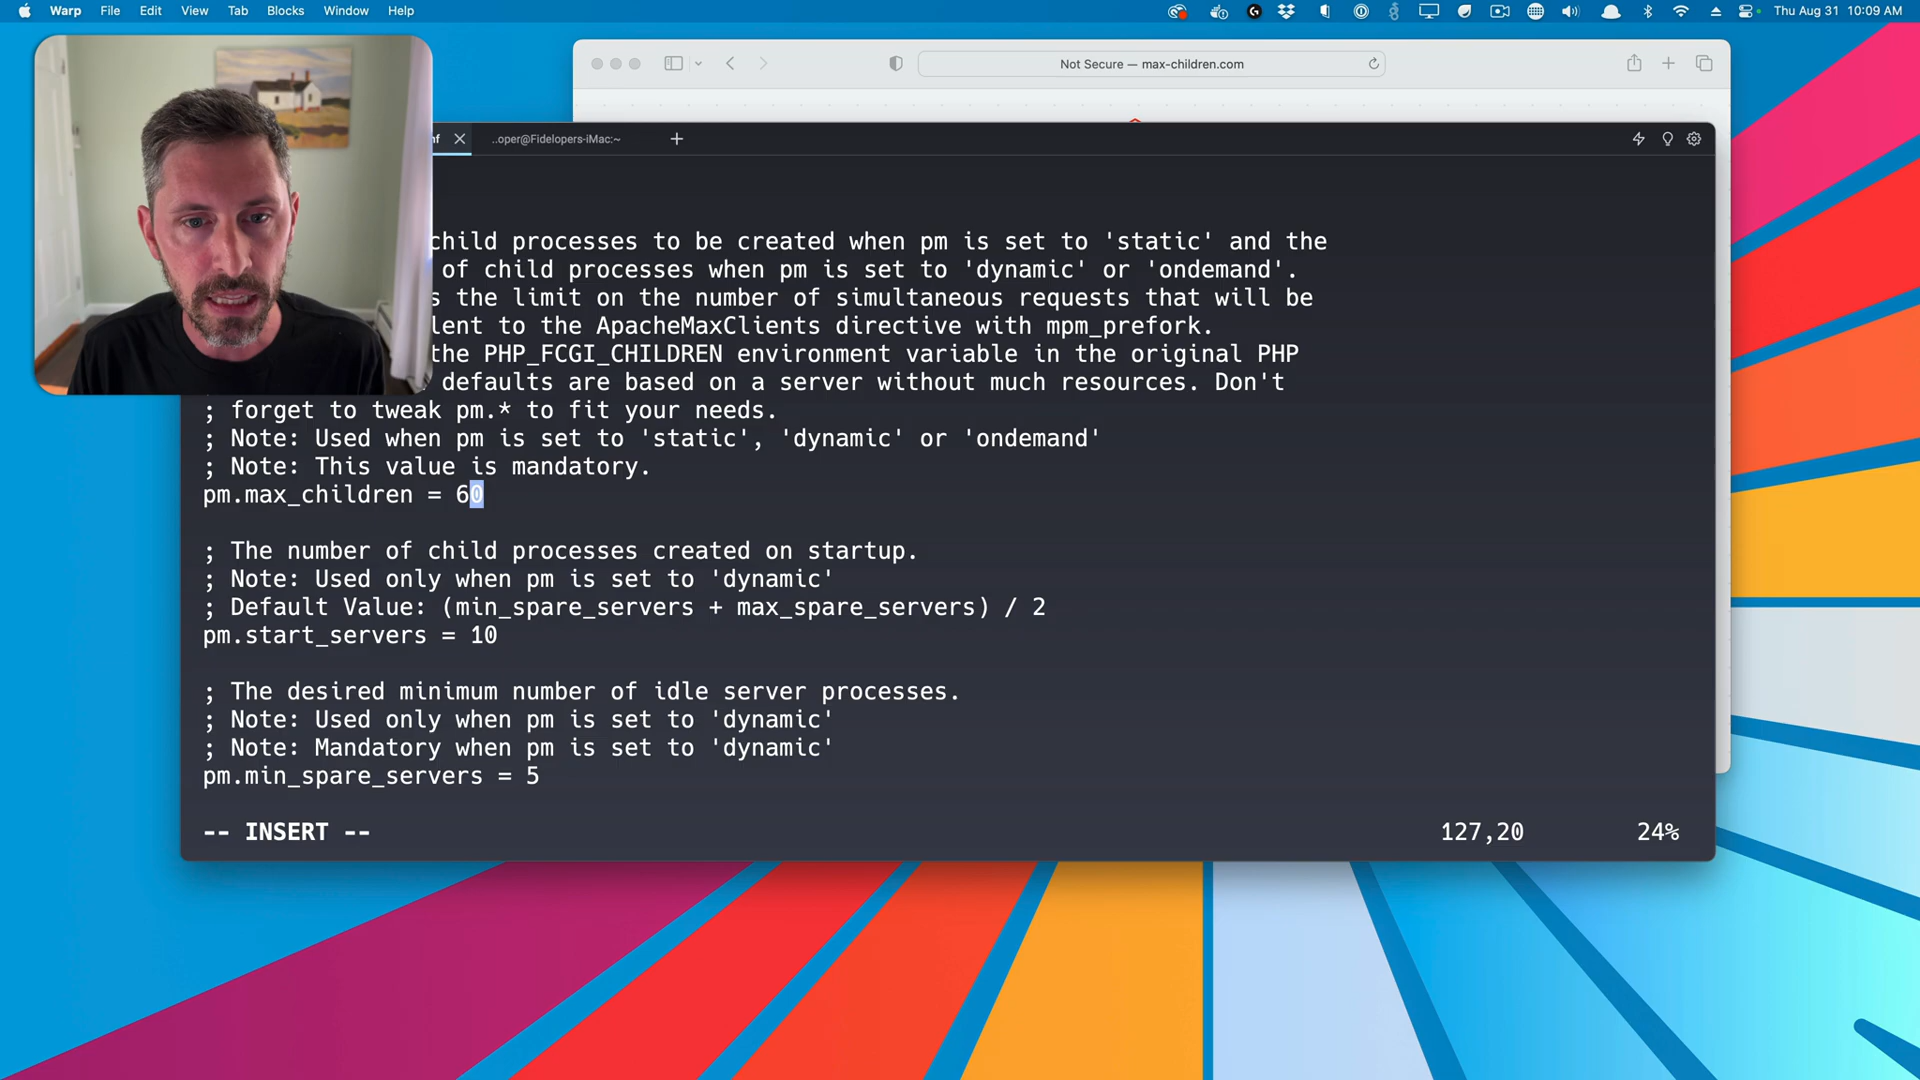 Warp File Edit View Tab Blocks Window Help
Thu Aug 31 10:09 AM
Not Secure — max-children.com
nf
..oper@Fidelopers-iMac:~
child processes to be created when pm is set to 'static' and the
of child processes when pm is set to 'dynamic' or 'ondemand'.
s the limit on the number of simultaneous requests that will be
lent to the ApacheMaxClients directive with mpm_prefork.
the PHP_FCGI_CHILDREN environment variable in the original PHP
defaults are based on a server without much resources. Don't
; forget to tweak pm.* to fit your needs.
; Note: Used when pm is set to 'static', 'dynamic' or 'ondemand'
; Note: This value is mandatory.
pm.max_children = 60
; The number of child processes created on startup.
; Note: Used only when pm is set to 'dynamic'
; Default Value: (min_spare_servers + max_spare_servers) / 2
pm.start_servers = 10
; The desired minimum number of idle server processes.
; Note: Used only when pm is set to 'dynamic'
; Note: Mandatory when pm is set to 'dynamic'
pm.min_spare_servers = 5
-- INSERT --
127,20
24%